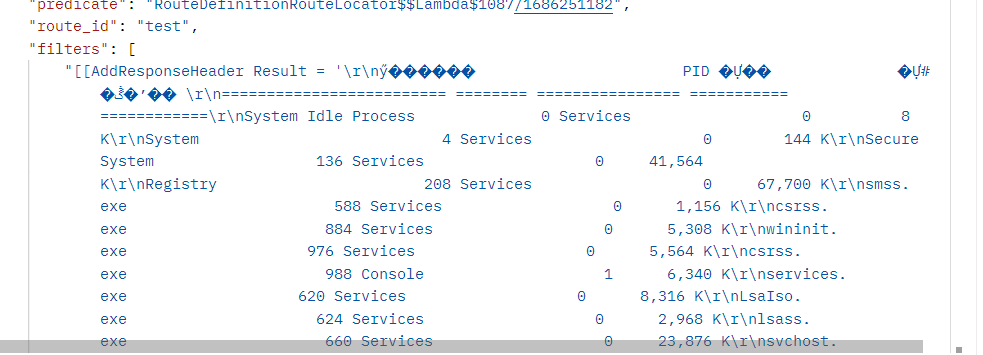 "predicate": "RouteDefinitionRouteLocator$$Lambda$1087/1686251182",
"route_id": "test",
"filters": [
"[[AddResponseHeader Result = '\r\nӳ������ PID �Ự�� �Ự#
\r\n========================= ======== ================ ===========
============\r\nSystem Idle Process 0 Services 0 8
K\r\nSystem 4 Services 0 144 K\r\nSecure
System 136 Services 0 41,564
K\r\nRegistry 208 Services 0 67,700 K\r\nsmss.
exe 588 Services 0 1,156 K\r\ncsrss.
exe 884 Services 0 5,308 K\r\nwininit.
exe 976 Services 0 5,564 K\r\ncsrss.
exe 988 Console 1 6,340 K\r\nservices.
exe 620 Services 0 8,316 K\r\nLsaIso.
exe 624 Services 0 2,968 K\r\nlsass.
exe 660 Services 0 23,876 K\r\nsvchost.